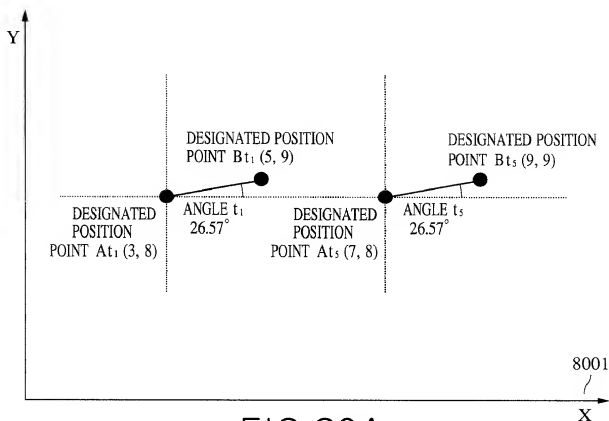 Y
DESIGNATED POSITION
POINT Bt₁ (5, 9)
DESIGNATED POSITION
POINT Bt₅ (9, 9)
DESIGNATED
POSITION
POINT At₁ (3, 8)
ANGLE t₁
26.57°
DESIGNATED
POSITION
POINT At₅ (7, 8)
ANGLE t₅
26.57°
8001
X